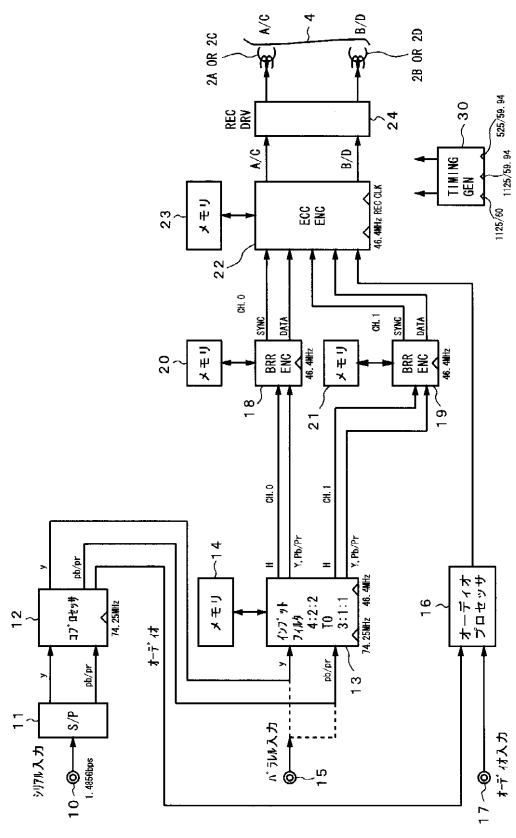 シリアル入力
10
1.4856bps
11
S/P
y
pb/pr
12
コプロセッサ
74.25MHz
y
pb/pr
オーディオ
パラレル入力
15
14
メモリ
インプット
フィルタ
4:2:2
TO
3:1:1
y
pb/pr
74.25MHz
46.4MHz
13
H
CH.0
Y,Pb/Pr
H
CH.1
Y,Pb/Pr
オーディオ入力
17
16
オーディオ
プロセッサ
20
メモリ
BRR
ENC
18
46.4MHz
21
メモリ
BRR
ENC
19
46.4MHz
CH.0
SYNC
DATA
CH.1
SYNC
DATA
23
メモリ
22
ECC
ENC
46.4MHz REC CLK
A/C
B/D
REC
DRV
24
2A OR 2C
A/C
4
B/D
2B OR 2D
30
TIMING
GEN
1125/60
1125/59.94
525/59.94